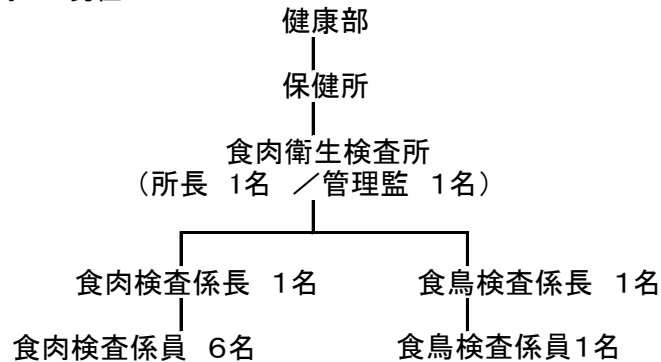 健康部
保健所
食肉衛生検査所
（所長 1名 ／管理監 1名）
食肉検査係長 1名 食鳥検査係長 1名
食肉検査係員 6名 食鳥検査係員1名